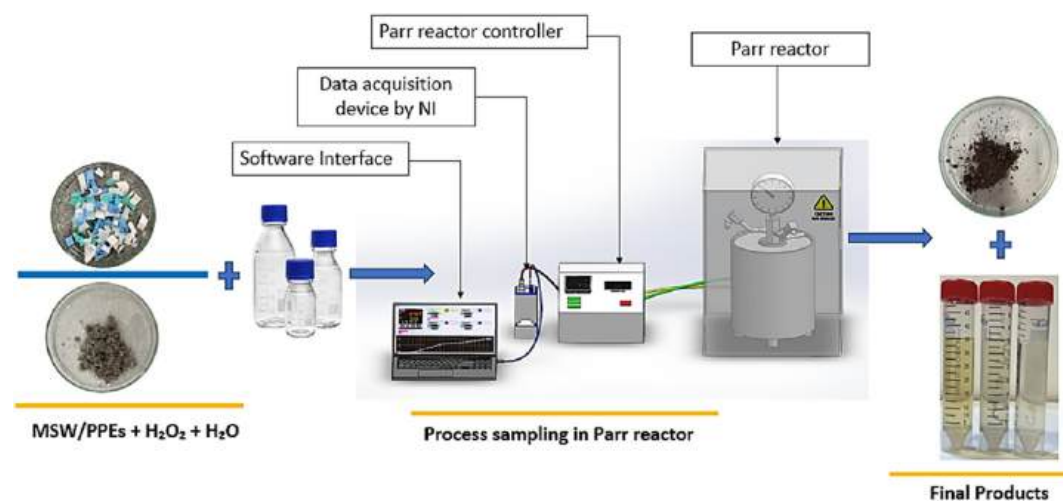 Parr reactor controller
Parr reactor
Data acquisition
device by NI
Software Interface
CAUTION
MSW/PPEs + H₂O₂ + H₂O
Process sampling in Parr reactor
Final Products